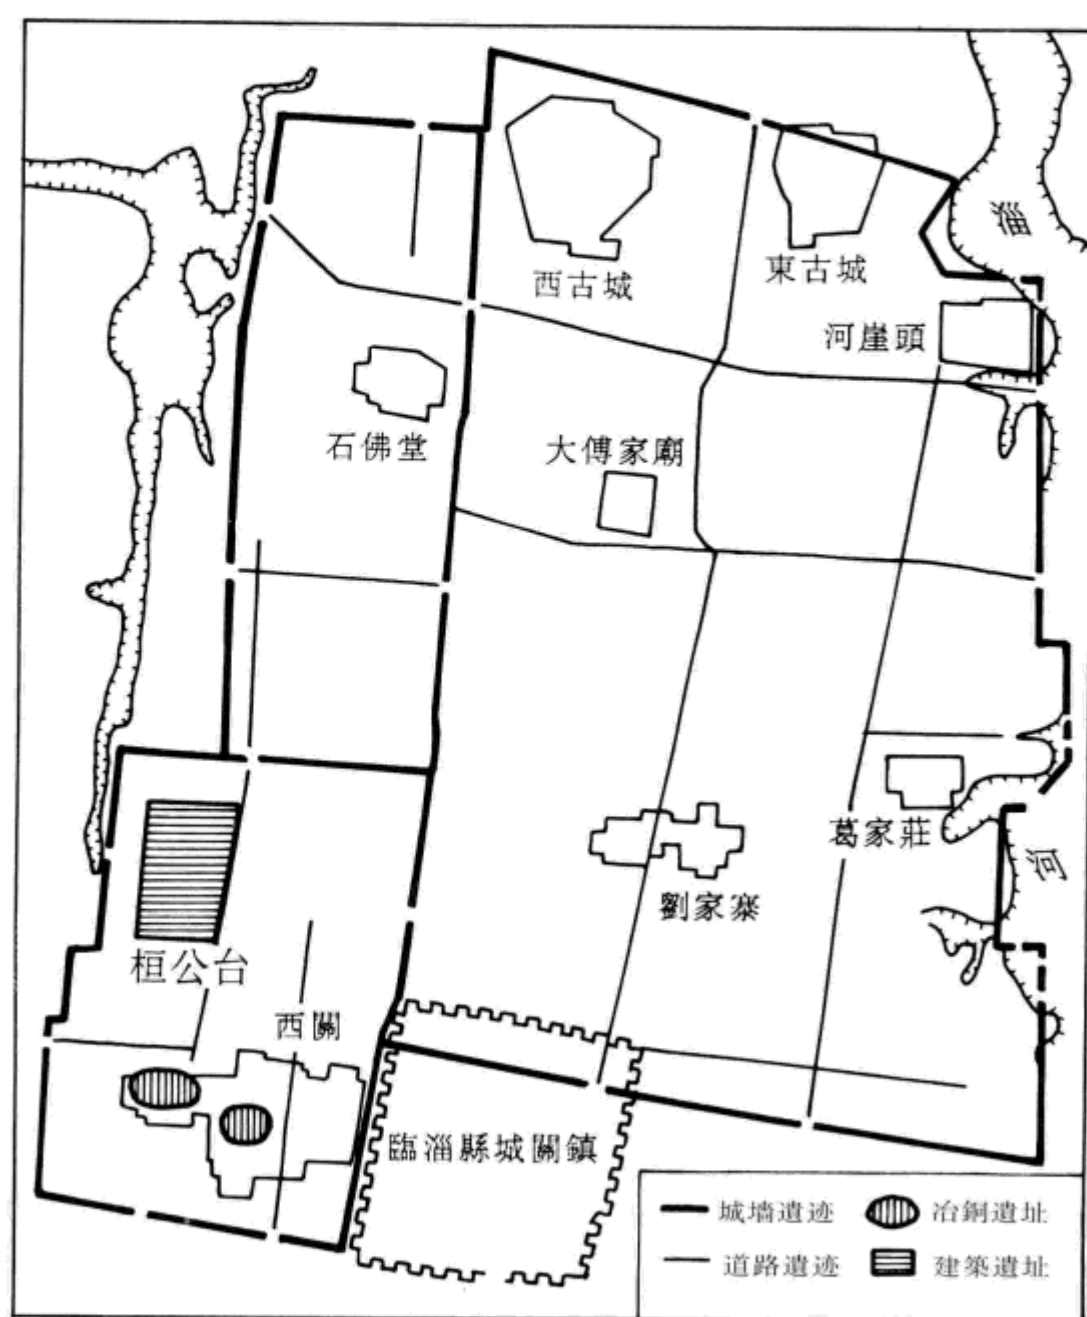 淄
西古城
東古城
河崖頭
石佛堂
大傅家廟
葛家莊
河
劉家寨
桓公台
西關
臨淄縣城關鎮
城墻遺迹
冶銅遺址
道路遺迹
建築遺址